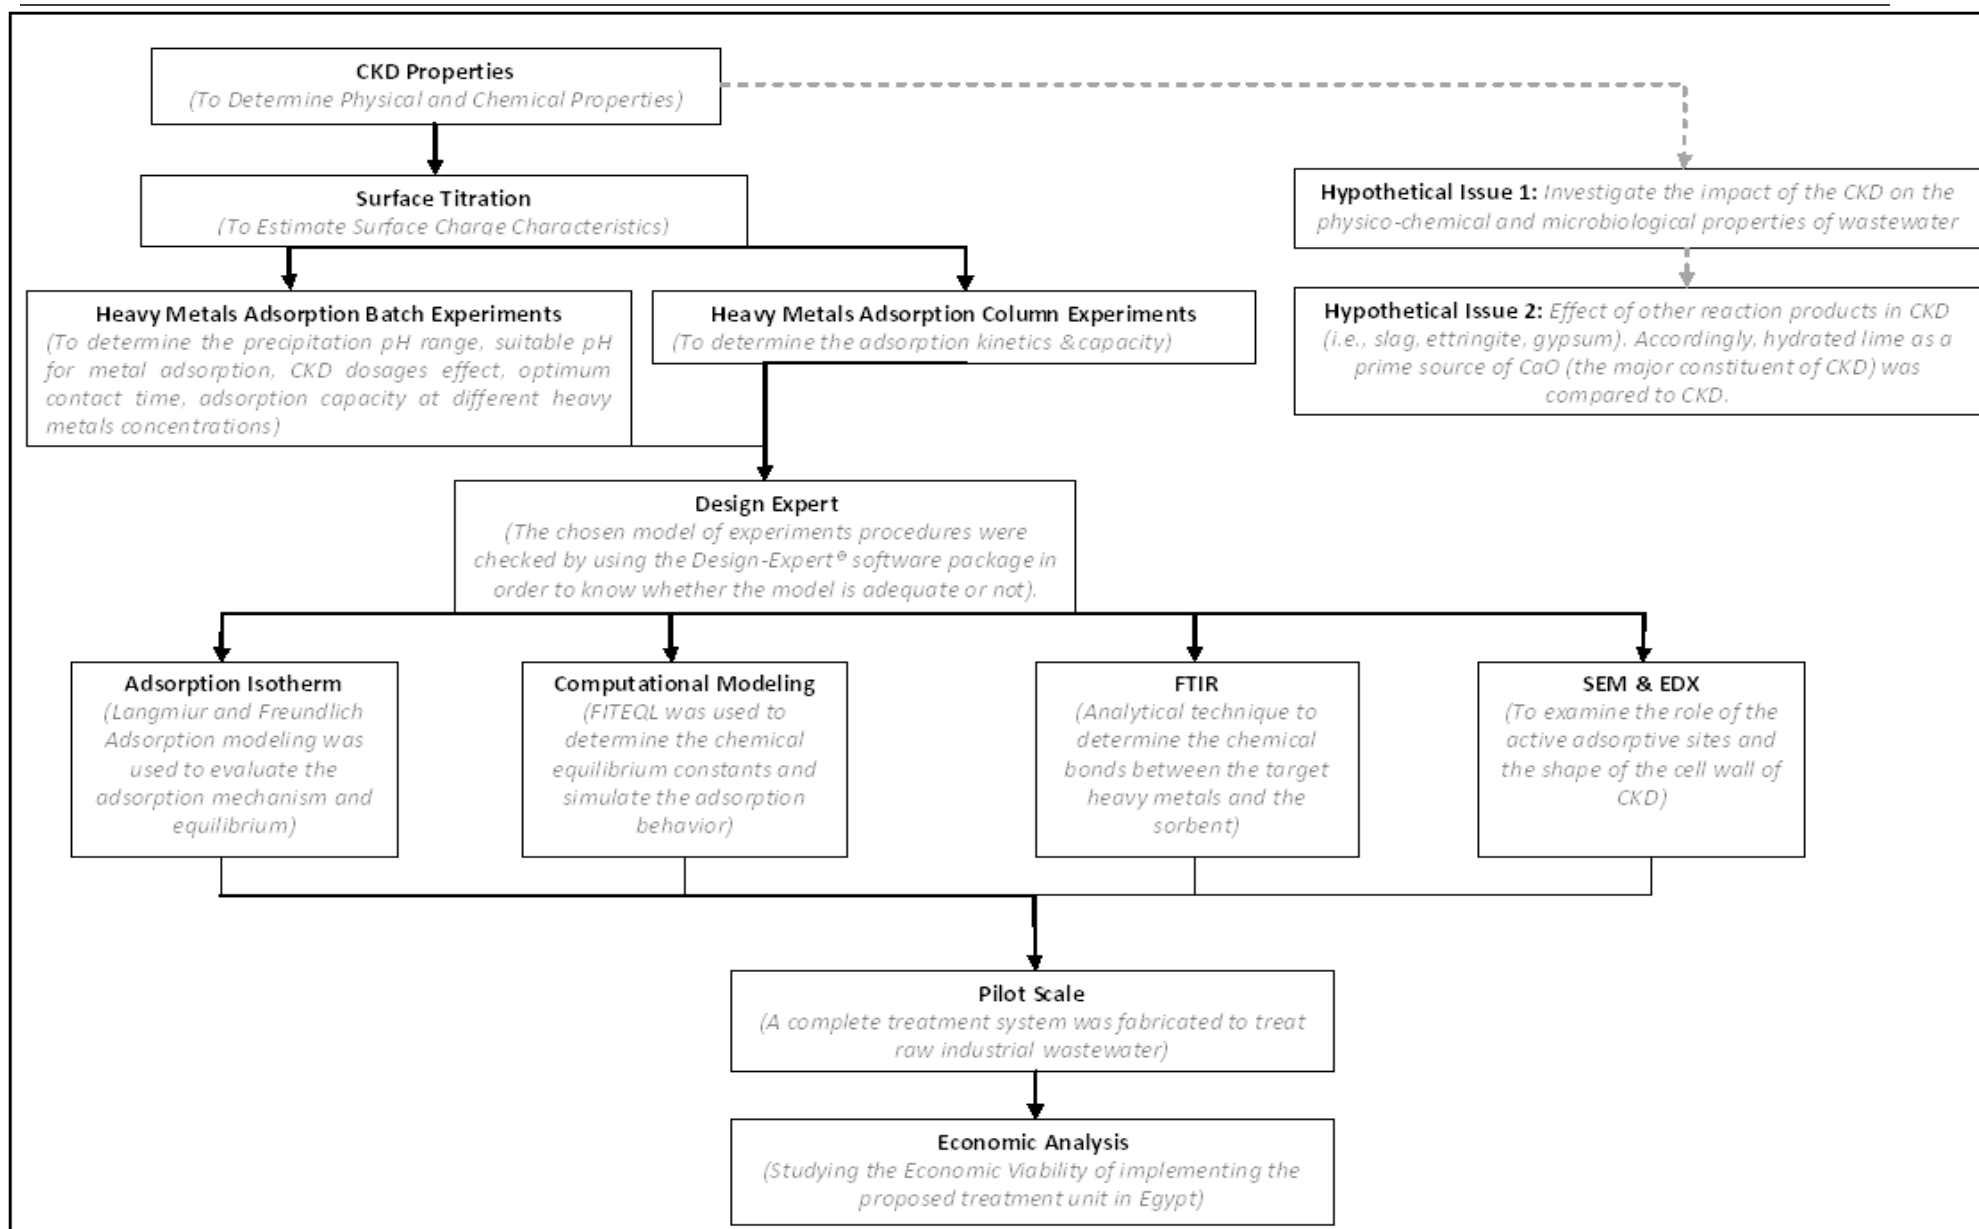 CKD Properties
(To Determine Physical and Chemical Properties)
Surface Titration
(To Estimate Surface Charge Characteristics)
Hypothetical Issue 1: Investigate the impact of the CKD on the
physico-chemical and microbiological properties of wastewater
Heavy Metals Adsorption Batch Experiments
(To determine the precipitation pH range, suitable pH
for metal adsorption, CKD dosages effect, optimum
contact time, adsorption capacity at different heavy
metals concentrations)
Heavy Metals Adsorption Column Experiments
(To determine the adsorption kinetics &capacity)
Hypothetical Issue 2: Effect of other reaction products in CKD
(i.e., slag, ettringite, gypsum). Accordingly, hydrated lime as a
prime source of CaO (the major constituent of CKD) was
compared to CKD.
Design Expert
(The chosen model of experiments procedures were
checked by using the Design-Expert® software package in
order to know whether the model is adequate or not).
Adsorption Isotherm
(Langmiur and Freundlich
Adsorption modeling was
used to evaluate the
adsorption mechanism and
equilibrium)
Computational Modeling
(FITEQL was used to
determine the chemical
equilibrium constants and
simulate the adsorption
behavior)
FTIR
(Analytical technique to
determine the chemical
bonds between the target
heavy metals and the
sorbent)
SEM & EDX
(To examine the role of the
active adsorptive sites and
the shape of the cell wall of
CKD)
Pilot Scale
(A complete treatment system was fabricated to treat
raw industrial wastewater)
Economic Analysis
(Studying the Economic Viability of implementing the
proposed treatment unit in Egypt)